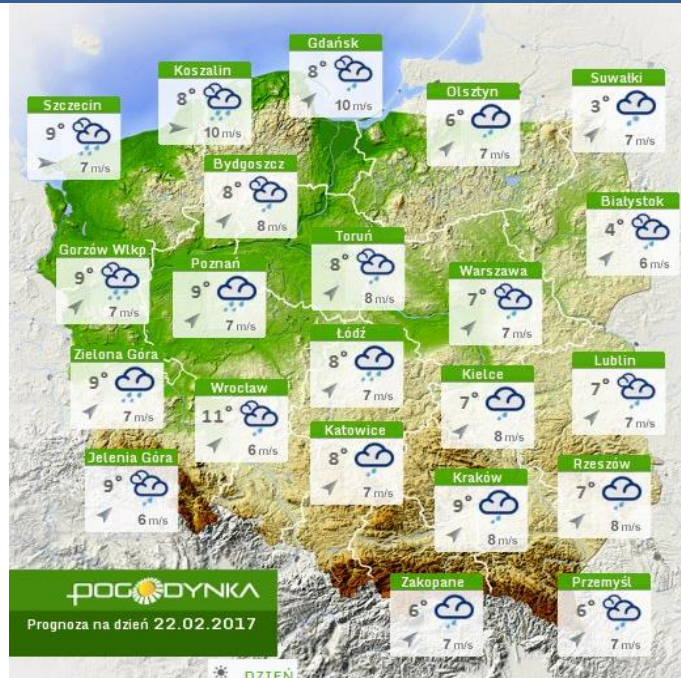 Gdańsk
8°
10 m/s
Koszalin
8°
10 m/s
Szczecin
9°
7 m/s
Olsztyn
6°
7 m/s
Suwałki
3°
7 m/s
Bydgoszcz
8°
8 m/s
Białystok
4°
6 m/s
Gorzów Wlkp
9°
7 m/s
Poznań
9°
7 m/s
Toruń
8°
8 m/s
Warszawa
7°
7 m/s
Łódź
8°
7 m/s
Zielona Góra
9°
7 m/s
Wrocław
11°
6 m/s
Kielce
7°
8 m/s
Lublin
7°
7 m/s
Katowice
8°
7 m/s
Jelenia Góra
9°
6 m/s
Kraków
9°
8 m/s
Rzeszów
7°
8 m/s
Zakopane
6°
7 m/s
Przemyśl
6°
7 m/s
POGODYNKA
Prognoza na dzień 22.02.2017
DZIEŃ